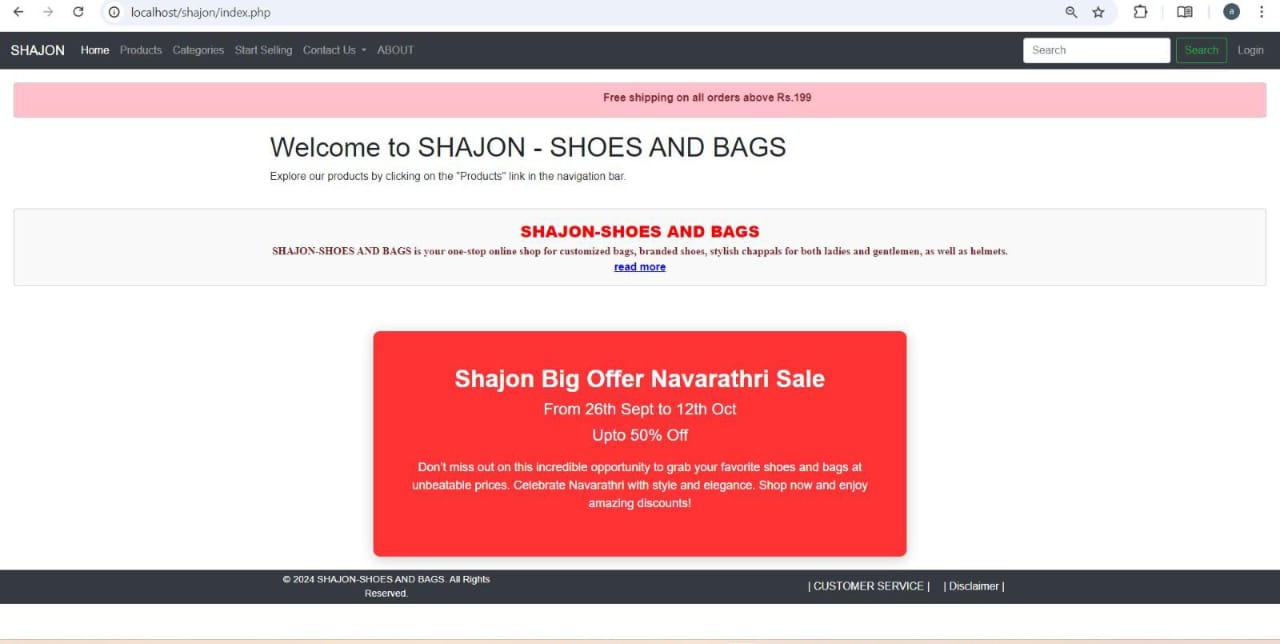 localhost/shajon/index.php
a
SHAJON Home Products Categories Start Selling Contact Us ABOUT Search Search Login
Free shipping on all orders above Rs.199
Welcome to SHAJON - SHOES AND BAGS
Explore our products by clicking on the "Products" link in the navigation bar.
SHAJON-SHOES AND BAGS
SHAJON-SHOES AND BAGS is your one-stop online shop for customized bags, branded shoes, stylish chappals for both ladies and gentlemen, as well as helmets.
read more
Shajon Big Offer Navarathri Sale
From 26th Sept to 12th Oct
Upto 50% Off
Don't miss out on this incredible opportunity to grab your favorite shoes and bags at
unbeatable prices. Celebrate Navarathri with style and elegance. Shop now and enjoy
amazing discounts!
© 2024 SHAJON-SHOES AND BAGS. All Rights
Reserved.
| CUSTOMER SERVICE | | Disclaimer |